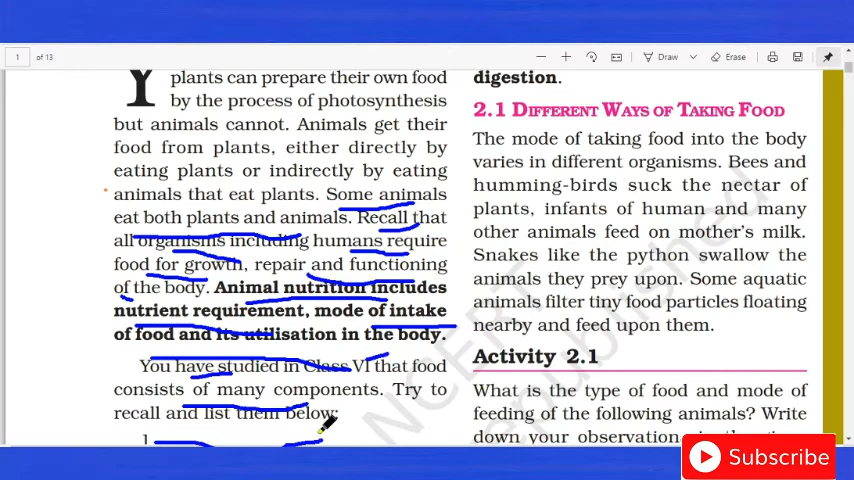 1 of 13
Draw
Erase
Y plants can prepare their own food
by the process of photosynthesis
but animals cannot. Animals get their
food from plants, either directly by
eating plants or indirectly by eating
animals that eat plants. Some animals
eat both plants and animals. Recall that
all organisms including humans require
food for growth, repair and functioning
of the body. Animal nutrition includes
nutrient requirement, mode of intake
of food and its utilisation in the body.
You have studied in Class VI that food
consists of many components. Try to
recall and list them below:
1
digestion.
2.1 DIFFERENT WAYS OF TAKING FOOD
The mode of taking food into the body
varies in different organisms. Bees and
humming-birds suck the nectar of
plants, infants of human and many
other animals feed on mother's milk.
Snakes like the python swallow the
animals they prey upon. Some aquatic
animals filter tiny food particles floating
nearby and feed upon them.
Activity 2.1
What is the type of food and mode of
feeding of the following animals? Write
down your observation
NCERT
republished
Subscribe